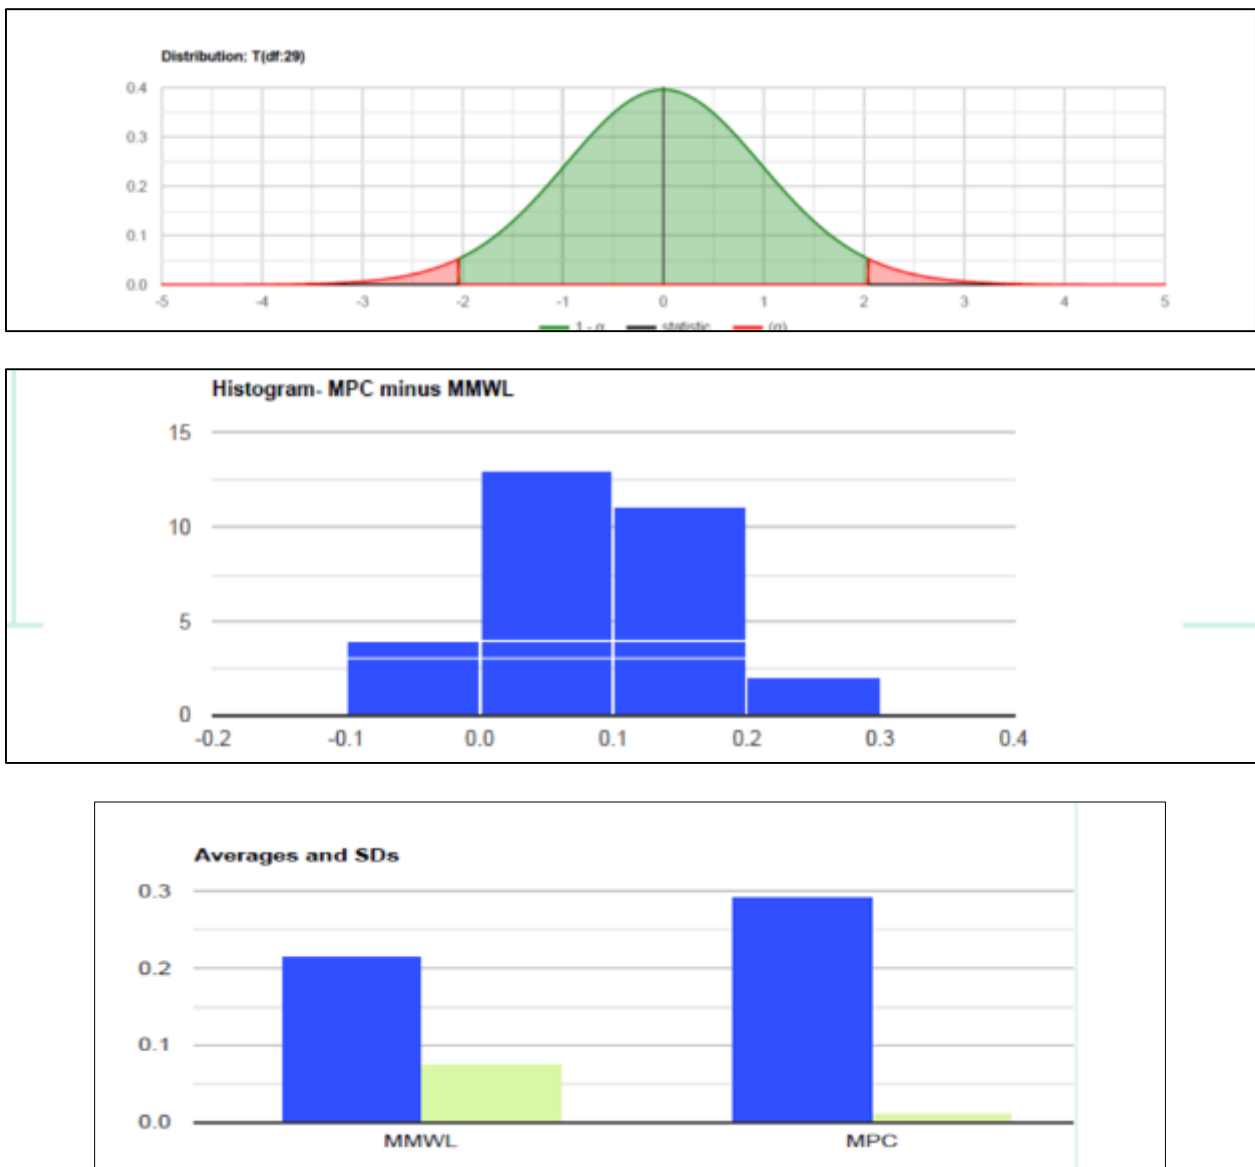 Distribution: T(df:29)
0.4
0.3
0.2
0.1
0.0
-5 -4 -3 -2 -1 0 1 2 3 4 5
1 - α statistic (α)
Histogram- MPC minus MMWL
15
10
5
0
-0.2 -0.1 0.0 0.1 0.2 0.3 0.4
Averages and SDs
0.3
0.2
0.1
0.0
MMWL MPC